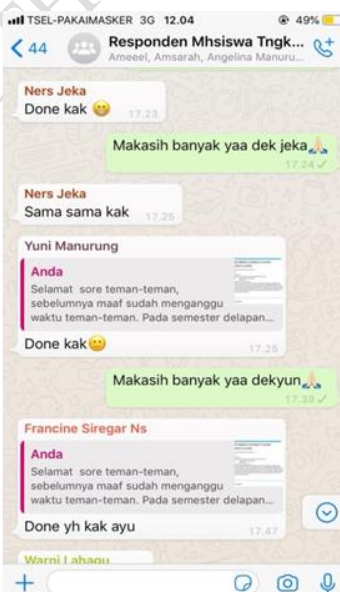 TSEL-PAKAIMASKER 3G 12.04 49%
44 Responden Mhsiswa Tngk...
Ameeel, Amsarah, Angelina Manuru...
Ners Jeka
Done kak 😄 17.23
Makasih banyak yaa dek jeka🙏🏻
17.24
Ners Jeka
Sama sama kak 17.25
Yuni Manurung
Anda
Selamat sore teman-teman,
sebelumnya maaf sudah menganggu
waktu teman-teman. Pada semester delapan...
Done kak🙂
17.25
Makasih banyak yaa dekyun🙏🏻
17.39
Francine Siregar Ns
Anda
Selamat sore teman-teman,
sebelumnya maaf sudah menganggu
waktu teman-teman. Pada semester delapan...
Done yh kak ayu
17.47
Warni Lahagu